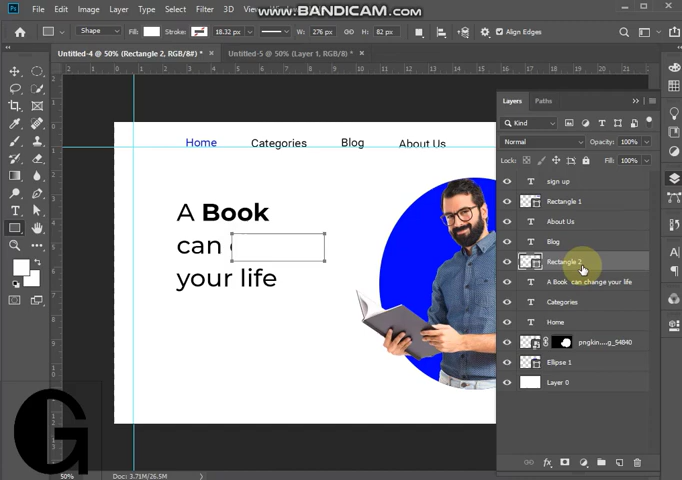 WWW.BANDICAM.COM
Ps File Edit Image Layer Type Select Filter 3D
Shape Fill: Stroke: 18.32 px W: 276 px H: 82 px Align Edges
Untitled-4 @ 50% (Rectangle 2, RGB/8#) * × Untitled-5 @ 50% (Layer 1, RGB/8) * ×
Home Categories Blog About Us
A Book
can
your life
Layers Paths
Kind
Normal Opacity: 100%
Lock: Fill: 100%
T sign up
Rectangle 1
T About Us
T Blog
Rectangle 2
T A Book can change your life
T Categories
T Home
pngkin....g_54840
Ellipse 1
Layer 0
G
50% Doc: 3.71M/26.5M